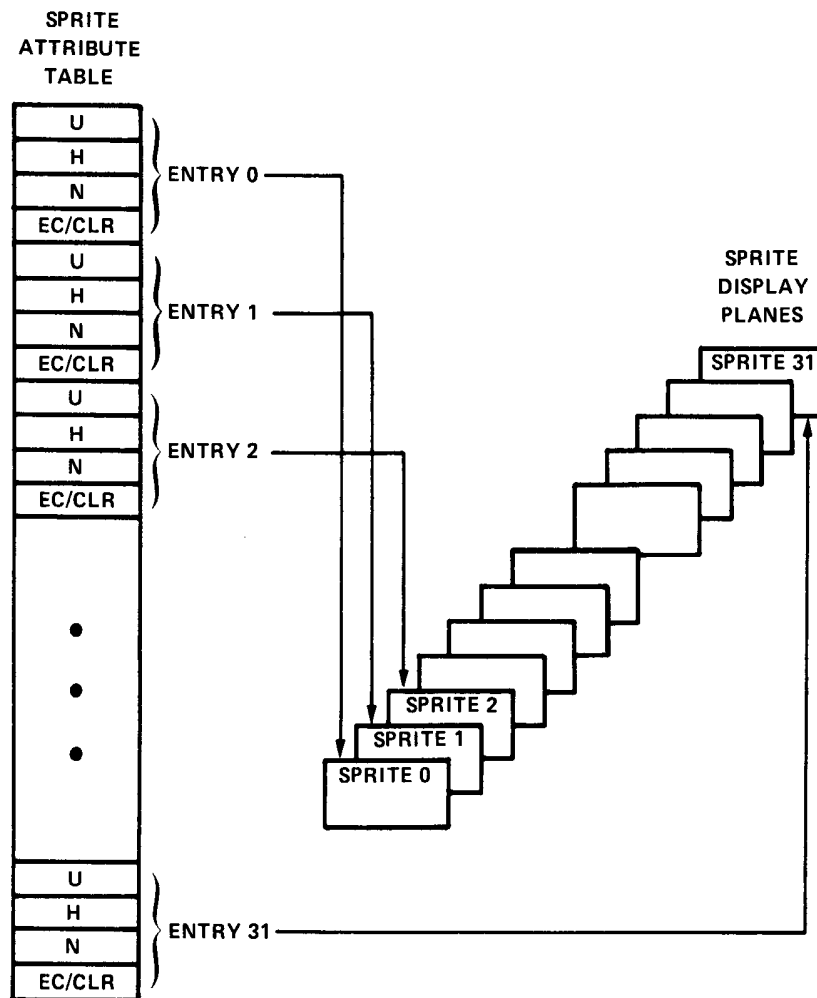 SPRITE
ATTRIBUTE
TABLE
U
H
N
EC/CLR
ENTRY 0
U
H
N
EC/CLR
ENTRY 1
U
H
N
EC/CLR
ENTRY 2
U
H
N
EC/CLR
ENTRY 31
SPRITE
DISPLAY
PLANES
SPRITE 31
SPRITE 2
SPRITE 1
SPRITE 0